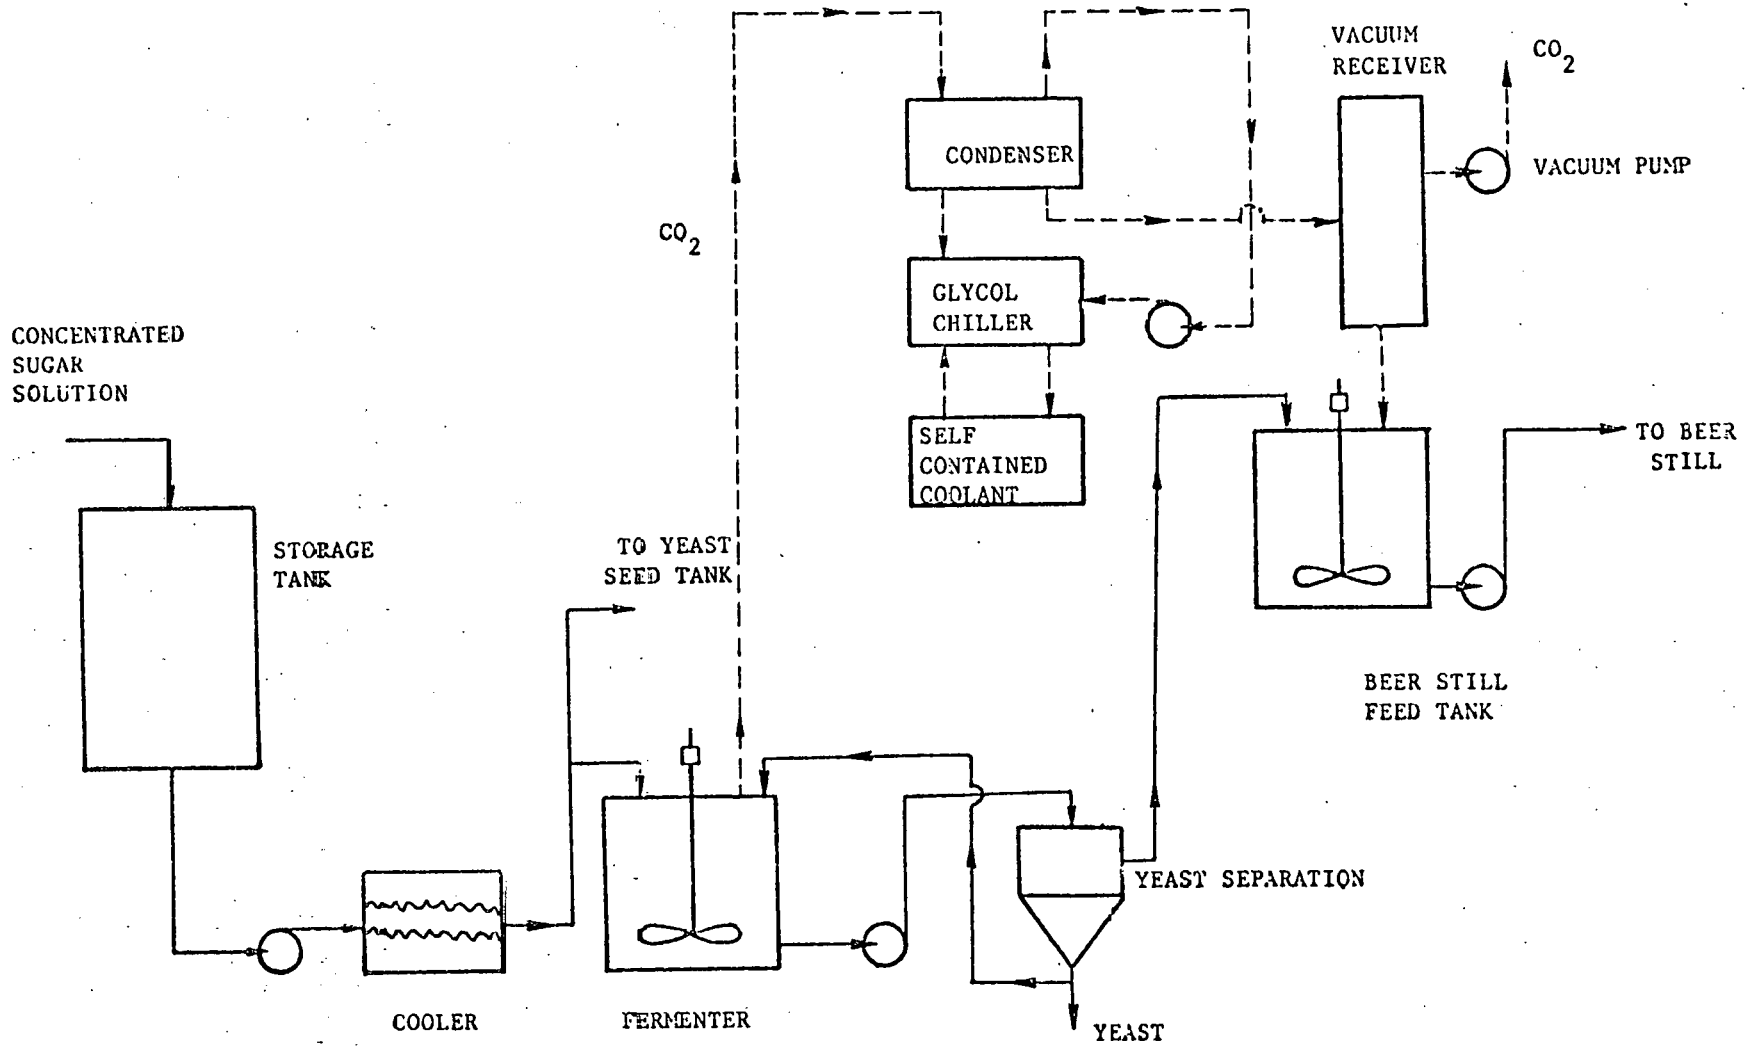 VACUUM
RECEIVER
CO2
CONDENSER
VACUUM PUMP
CO2
GLYCOL
CHILLER
CONCENTRATED
SUGAR
SOLUTION
SELF
CONTAINED
COOLANT
TO BEER
STILL
STORAGE
TANK
TO YEAST
SEED TANK
BEER STILL
FEED TANK
YEAST SEPARATION
COOLER
FERMENTER
YEAST